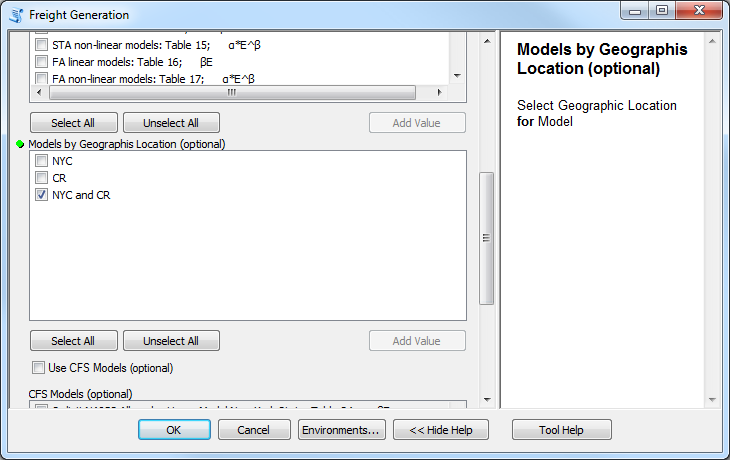 Freight Generation
STA non-linear models: Table 15; α*E^β
FA linear models: Table 16; βE
FA non-linear models: Table 17; α*E^β
Select All
Unselect All
Add Value
Models by Geographis Location (optional)
NYC
CR
NYC and CR
Select All
Unselect All
Add Value
Use CFS Models (optional)
CFS Models (optional)
OK
Cancel
Environments...
<< Hide Help
Tool Help
Models by Geographis
Location (optional)
Select Geographic Location
for Model